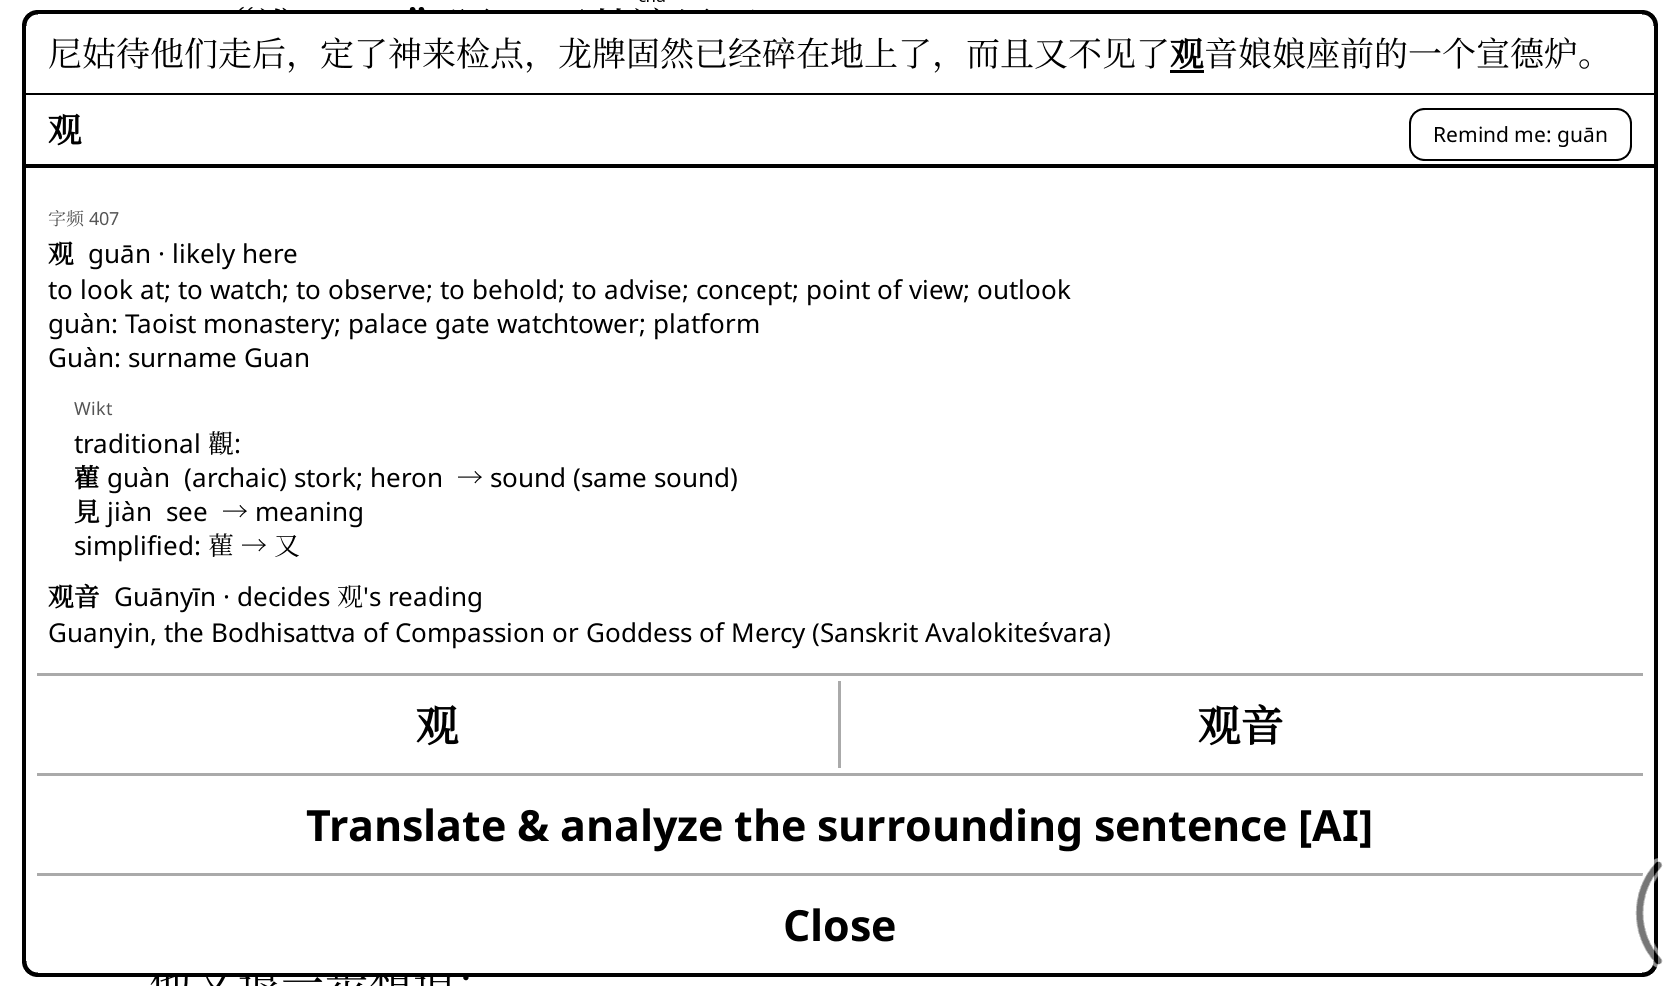 尼姑待他们走后，定了神来检点，龙牌固然已经碎在地上了，而且又不见了观音娘娘座前的一个宣德炉。
观
Remind me: guān
字频 407
观 guān · likely here
to look at; to watch; to observe; to behold; to advise; concept; point of view; outlook
guàn: Taoist monastery; palace gate watchtower; platform
Guàn: surname Guan
Wikt
traditional 觀:
雚 guàn (archaic) stork; heron → sound (same sound)
見 jiàn see → meaning
simplified: 雚 → 又
观音 Guānyīn · decides 观's reading
Guanyin, the Bodhisattva of Compassion or Goddess of Mercy (Sanskrit Avalokiteśvara)
观
观音
Translate & analyze the surrounding sentence [AI]
Close